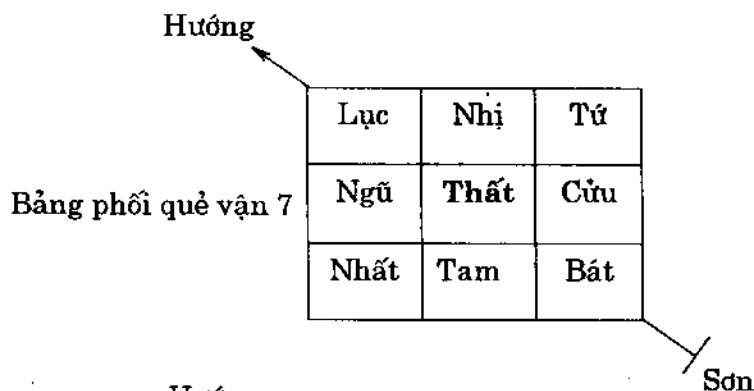 Hướng
Lục Nhị Tứ
Bảng phối quẻ vận 7 Ngũ Thất Cửu
Nhất Tam Bát
Sơn